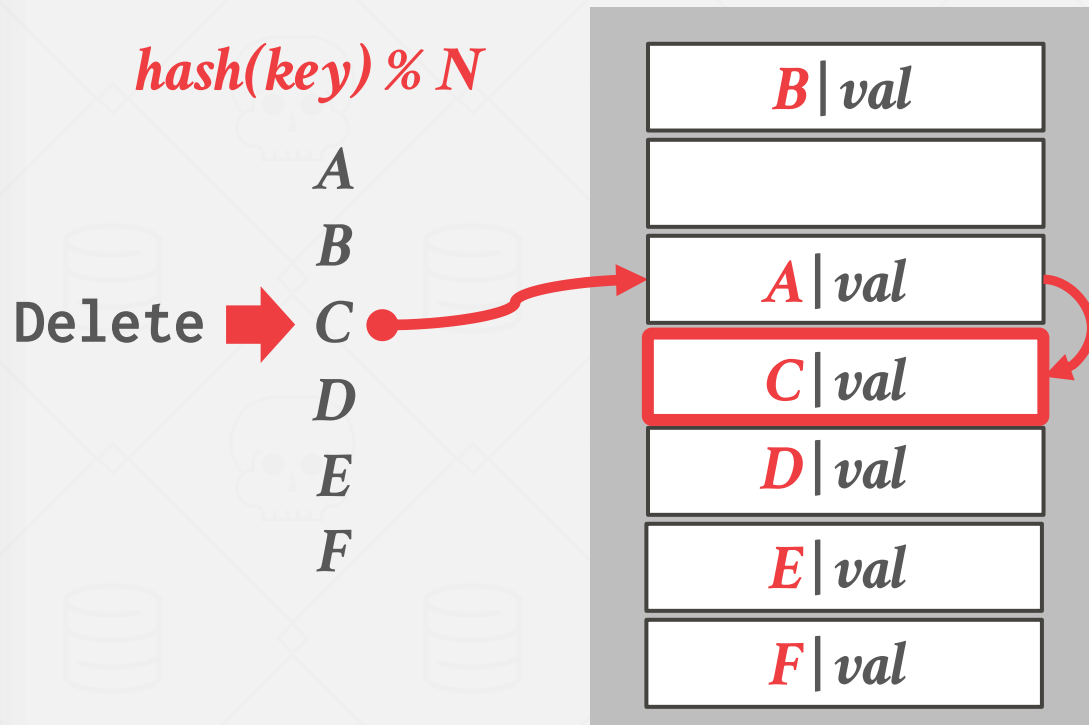 hash(key) % N
A
B
Delete C
D
E
F
B|val
A|val
C|val
D|val
E|val
F|val